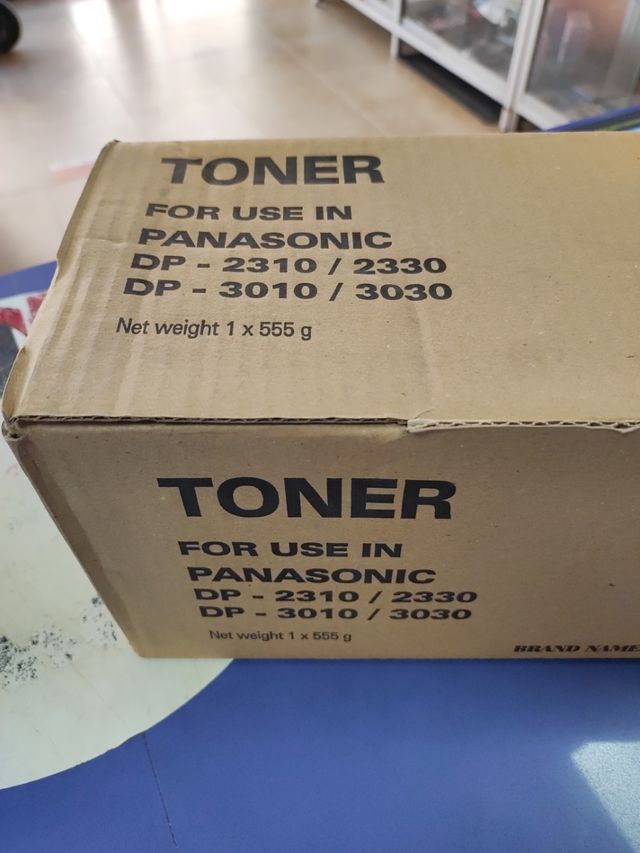 TONER
FOR USE IN
PANASONIC
DP - 2310 / 2330
DP - 3010 / 3030
Net weight 1 x 555 g
TONER
FOR USE IN
PANASONIC
DP - 2310 / 2330
DP - 3010 / 3030
Net weight 1 x 555 g
BRAND NAME